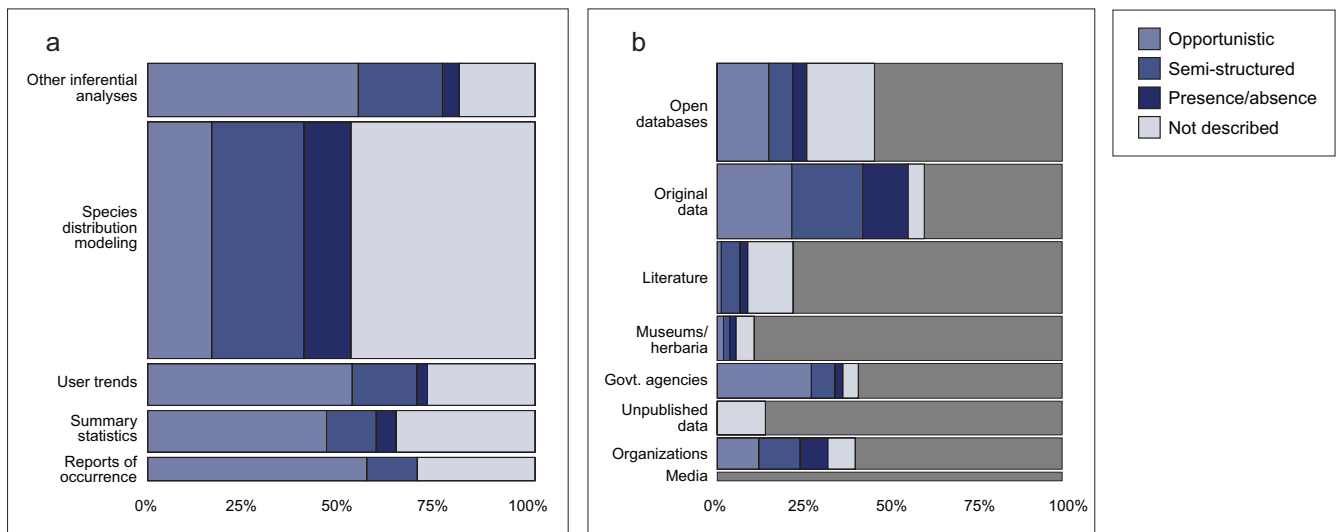 a
Other inferential
analyses
Species
distribution
modeling
User trends
Summary
statistics
Reports of
occurrence
0%
25%
50%
75%
100%
b
Open
databases
Original
data
Literature
Museums/
herbaria
Govt. agencies
Unpublished
data
Organizations
Media
0%
25%
50%
75%
100%
Opportunistic
Semi-structured
Presence/absence
Not described